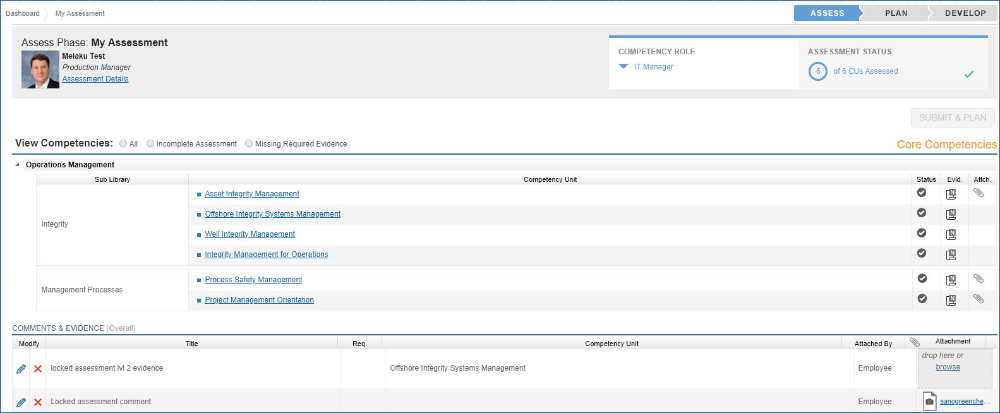 Dashboard My Assessment
ASSESS PLAN DEVELOP
Assess Phase: My Assessment
Melaku Test
Production Manager
Assessment Details
COMPETENCY ROLE
IT Manager
ASSESSMENT STATUS
6 of 6 CUs Assessed
SUBMIT & PLAN
View Competencies: All Incomplete Assessment Missing Required Evidence
Core Competencies
Operations Management
Sub Library Competency Unit Status Evid. Attch.
Integrity
Asset Integrity Management N
Offshore Integrity Systems Management N
Well Integrity Management N
Integrity Management for Operations N
Management Processes
Process Safety Management N
Project Management Orientation N
COMMENTS & EVIDENCE (Overall)
Modify Title Req. Competency Unit Attached By Attachment
locked assessment lvl 2 evidence Offshore Integrity Systems Management Employee drop here or
browse
Locked assessment comment Employee sanogreenche...